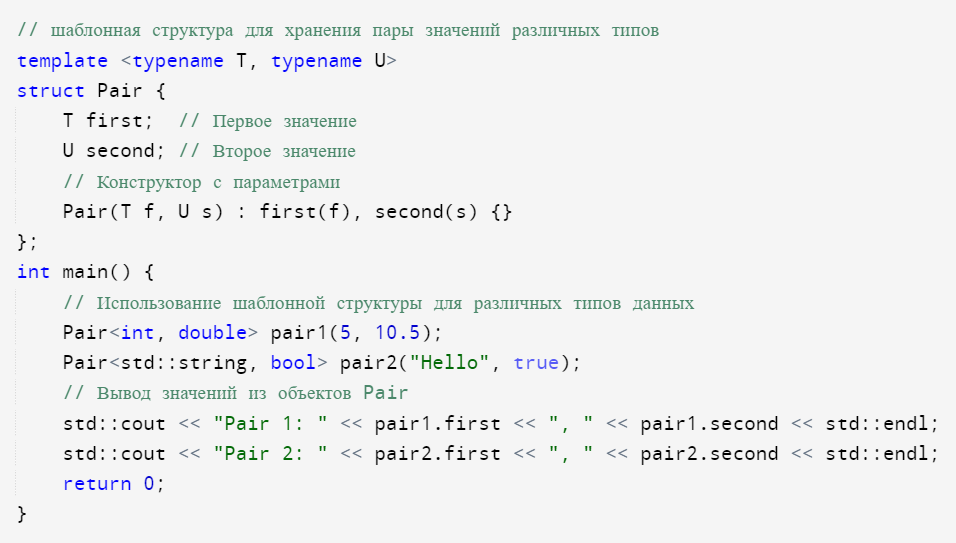 // шаблонная структура для хранения пары значений различных типов
template <typename T, typename U>
struct Pair {
    T first;  // Первое значение
    U second; // Второе значение
    // Конструктор с параметрами
    Pair(T f, U s) : first(f), second(s) {}
};
int main() {
    // Использование шаблонной структуры для различных типов данных
    Pair<int, double> pair1(5, 10.5);
    Pair<std::string, bool> pair2("Hello", true);
    // Вывод значений из объектов Pair
    std::cout << "Pair 1: " << pair1.first << ", " << pair1.second << std::endl;
    std::cout << "Pair 2: " << pair2.first << ", " << pair2.second << std::endl;
    return 0;
}